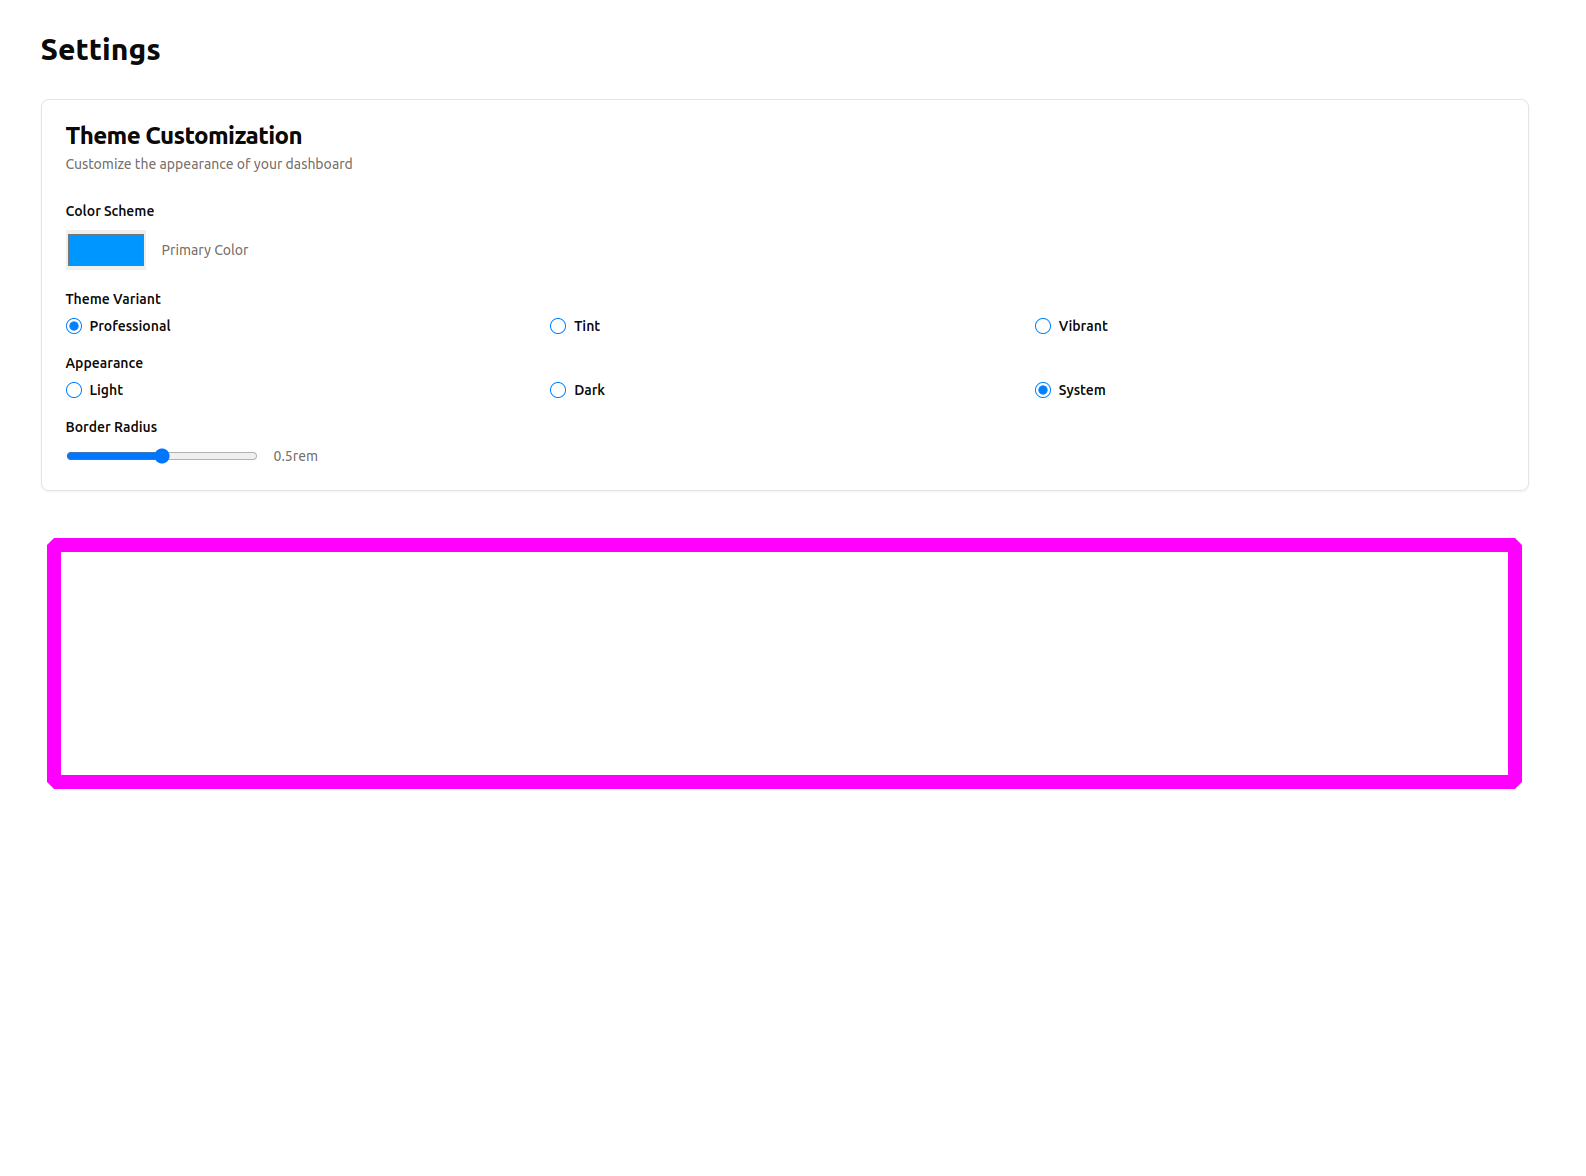 Settings
Theme Customization
Customize the appearance of your dashboard
Color Scheme
Primary Color
Theme Variant
Professional
Tint
Vibrant
Appearance
Light
Dark
System
Border Radius
0.5rem